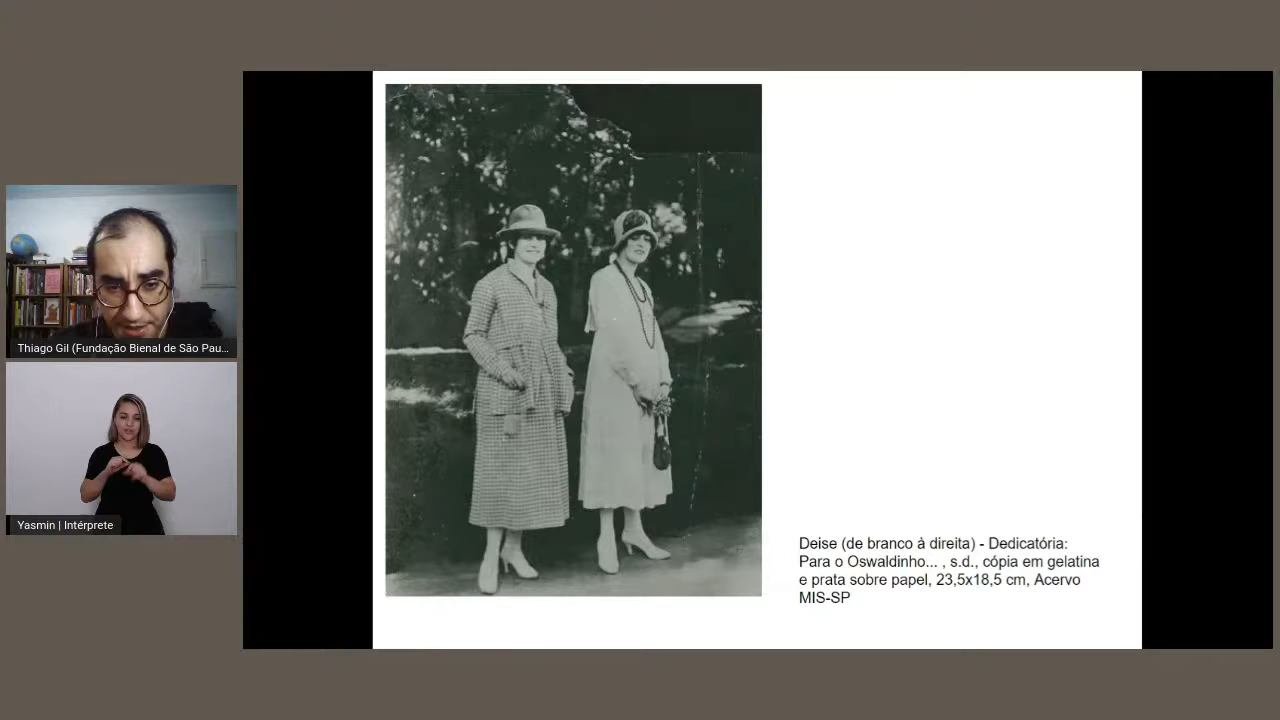 Thiago Gil (Fundação Bienal de São Pau...
Yasmin | Intérprete
Deise (de branco à direita) - Dedicatória:
Para o Oswaldinho... , s.d., cópia em gelatina
e prata sobre papel, 23,5x18,5 cm, Acervo
MIS-SP